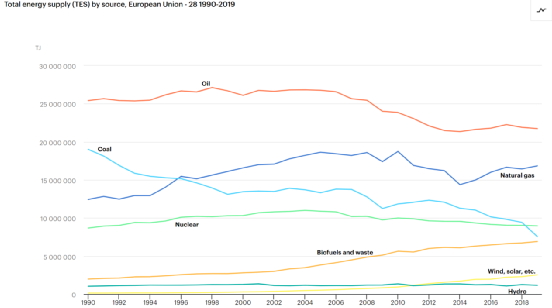 Total energy supply (TES) by source, European Union - 28 1990-2019
TJ
30 000 000
Oil
25 000 000
20 000 000
Coal
15 000 000
Natural gas
10 000 000
Nuclear
5 000 000
Biofuels and waste
Wind, solar, etc.
0
Hydro
1990 1992 1994 1996 1998 2000 2002 2004 2006 2008 2010 2012 2014 2016 2018